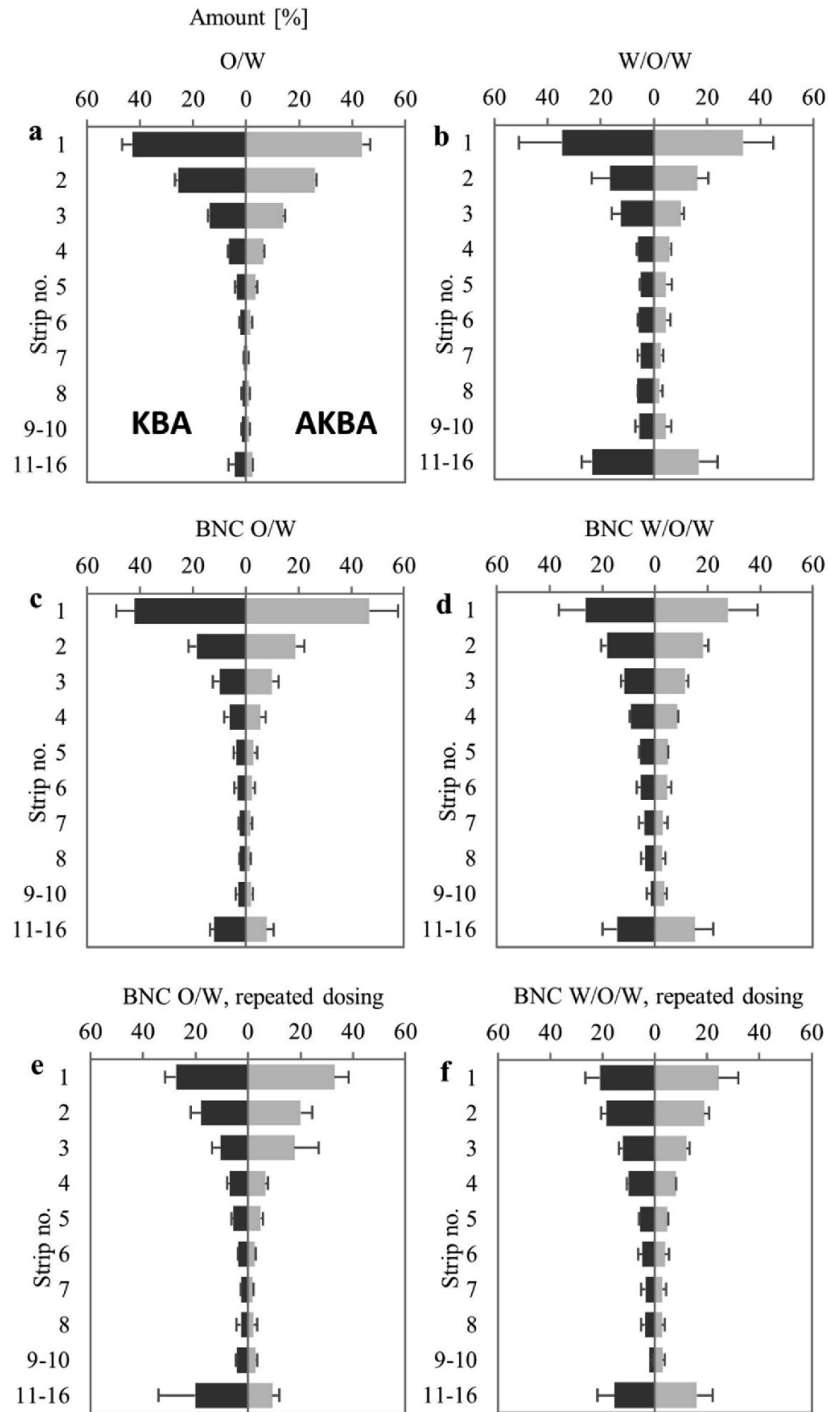 Amount [%]
O/W
W/O/W
60 40 20 0 20 40 60
60 40 20 0 20 40 60
a
b
Strip no.
1
2
3
4
5
6
7
8
9-10
11-16
KBA
AKBA
1
2
3
4
5
6
7
8
9-10
11-16
Strip no.
BNC O/W
BNC W/O/W
60 40 20 0 20 40 60
60 40 20 0 20 40 60
c
d
Strip no.
1
2
3
4
5
6
7
8
9-10
11-16
Strip no.
1
2
3
4
5
6
7
8
9-10
11-16
BNC O/W, repeated dosing
BNC W/O/W, repeated dosing
60 40 20 0 20 40 60
60 40 20 0 20 40 60
e
f
Strip no.
1
2
3
4
5
6
7
8
9-10
11-16
Strip no.
1
2
3
4
5
6
7
8
9-10
11-16